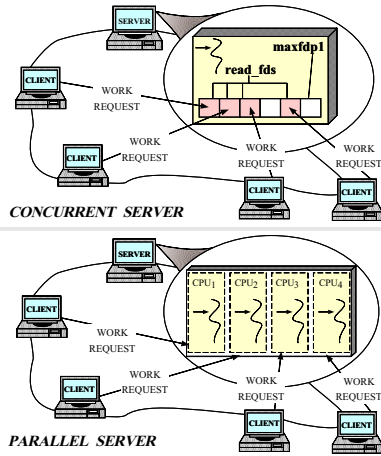 SERVER
maxfdp1
read_fds
CLIENT
WORK
REQUEST
WORK
REQUEST
CLIENT
WORK
REQUEST
WORK
REQUEST
CLIENT
CLIENT
CONCURRENT SERVER
SERVER
CPU1 CPU2 CPU3 CPU4
CLIENT
WORK
REQUEST
WORK
REQUEST
CLIENT
WORK
REQUEST
WORK
REQUEST
CLIENT
CLIENT
PARALLEL SERVER